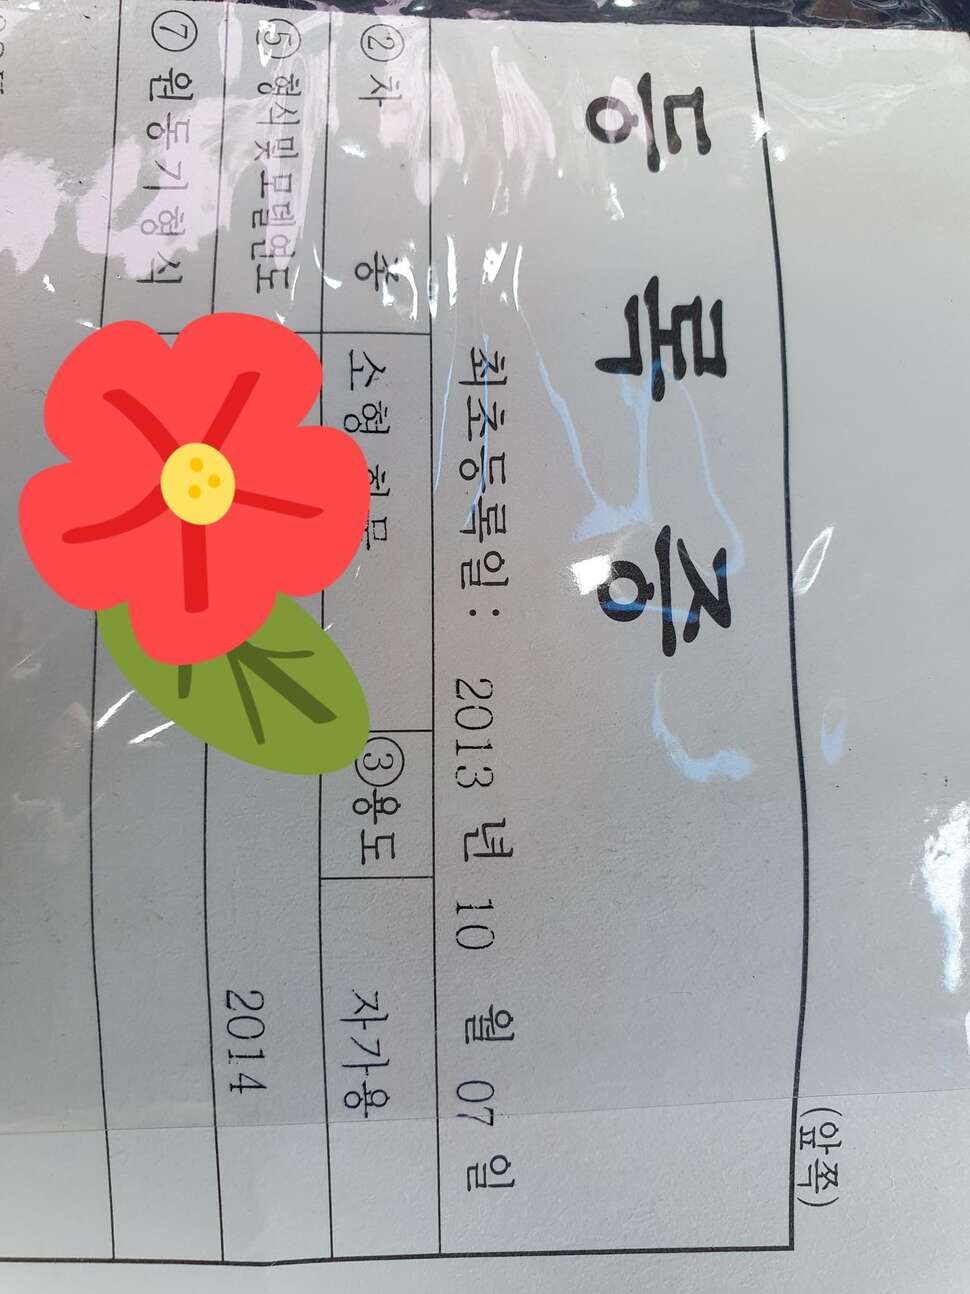 (앞쪽)
등 록 증
최초등록일: 2013 년 10 월 07 일
② 차 종 소형 화물 ③용도 자가용
⑤ 형식및모델연도 2014
⑦ 원동기형식